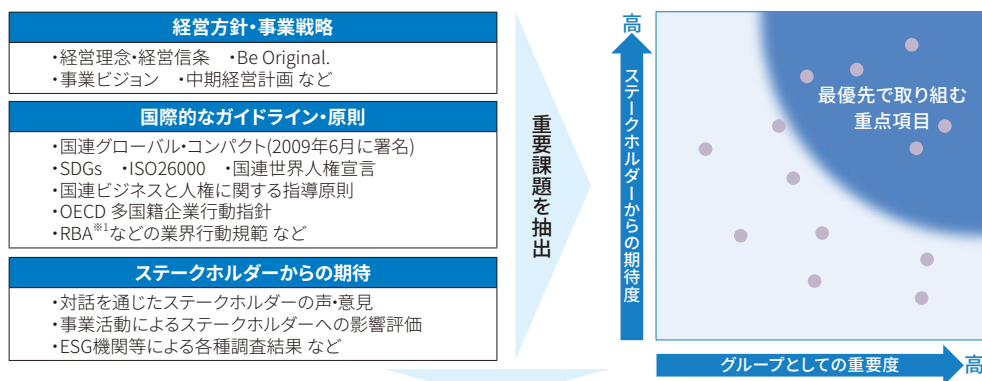 経営方針・事業戦略
・経営理念・経営信条　・Be Original.
・事業ビジョン　・中期経営計画 など
国際的なガイドライン・原則
・国連グローバル・コンパクト(2009年6月に署名)
・SDGs　・ISO26000　・国連世界人権宣言
・国連ビジネスと人権に関する指導原則
・OECD 多国籍企業行動指針
・RBA※1などの業界行動規範 など
ステークホルダーからの期待
・対話を通じたステークホルダーの声・意見
・事業活動によるステークホルダーへの影響評価
・ESG機関等による各種調査結果 など
重要課題を抽出
高
ステークホルダーからの期待度
最優先で取り組む
重点項目
グループとしての重要度
高